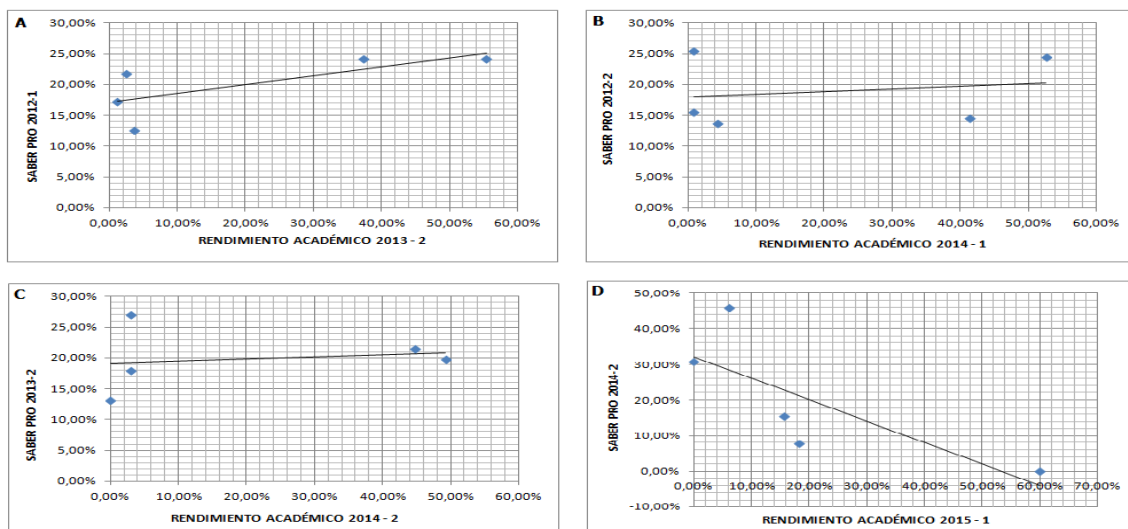 A
SABER PRO 2012-1
30,00%
25,00%
20,00%
15,00%
10,00%
5,00%
0,00%
0,00% 10,00% 20,00% 30,00% 40,00% 50,00% 60,00%
RENDIMIENTO ACADÉMICO 2013 - 2
B
SABER PRO 2012-2
30,00%
25,00%
20,00%
15,00%
10,00%
5,00%
0,00%
0,00% 10,00% 20,00% 30,00% 40,00% 50,00% 60,00%
RENDIMIENTO ACADÉMICO 2014 - 1
C
SABER PRO 2013-2
30,00%
25,00%
20,00%
15,00%
10,00%
5,00%
0,00%
0,00% 10,00% 20,00% 30,00% 40,00% 50,00% 60,00%
RENDIMIENTO ACADÉMICO 2014 - 2
D
SABER PRO 2014-2
50,00%
40,00%
30,00%
20,00%
10,00%
0,00%
-10,00%
0,00% 10,00% 20,00% 30,00% 40,00% 50,00% 60,00% 70,00%
RENDIMIENTO ACADÉMICO 2015 - 1